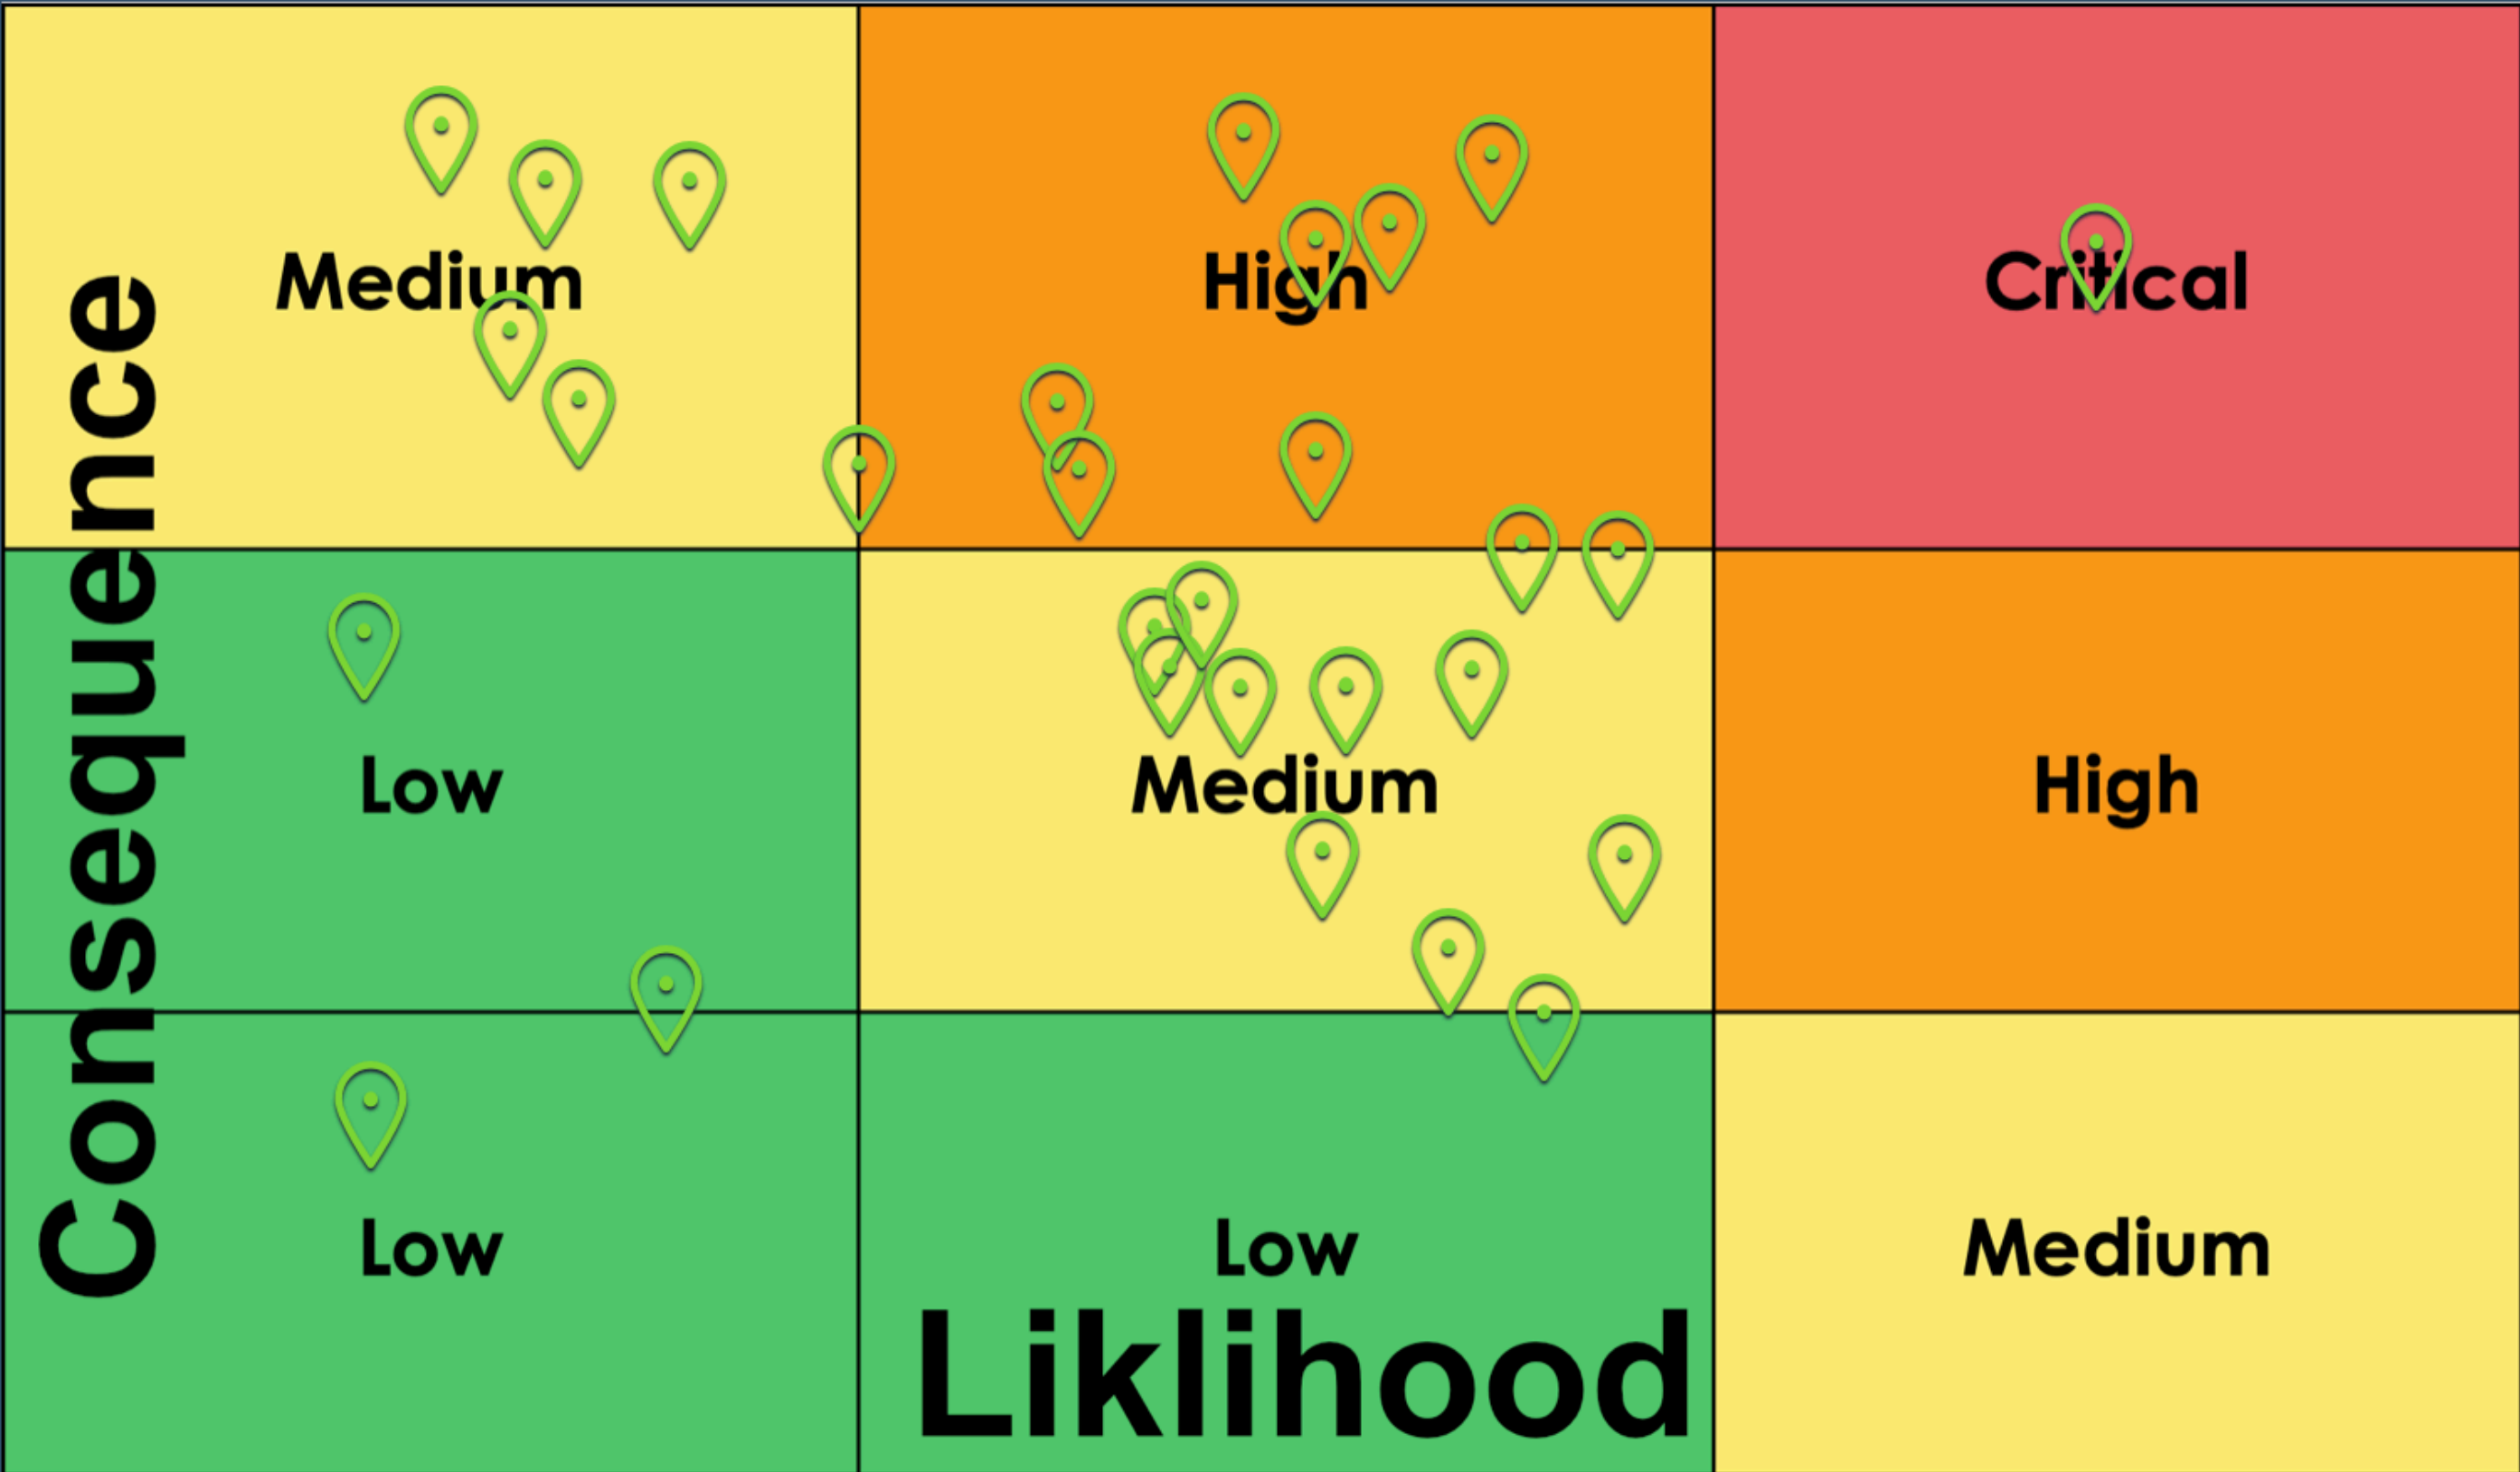 Consequence
Medium
High
Critical
Low
Medium
High
Low
Low
Medium
Liklihood